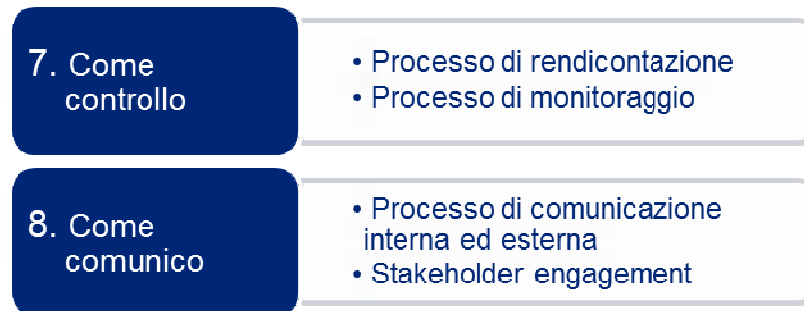 7. Come
controllo
• Processo di rendicontazione
• Processo di monitoraggio
8. Come
comunico
• Processo di comunicazione
interna ed esterna
• Stakeholder engagement